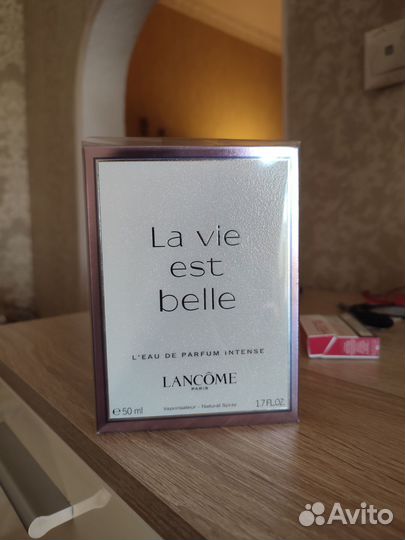 La vie
est
belle
L'EAU DE PARFUM INTENSE
LANCÔME
PARIS
℮ 50 ml Vaporisateur - Natural Spray 1.7 FL.OZ.
Avito